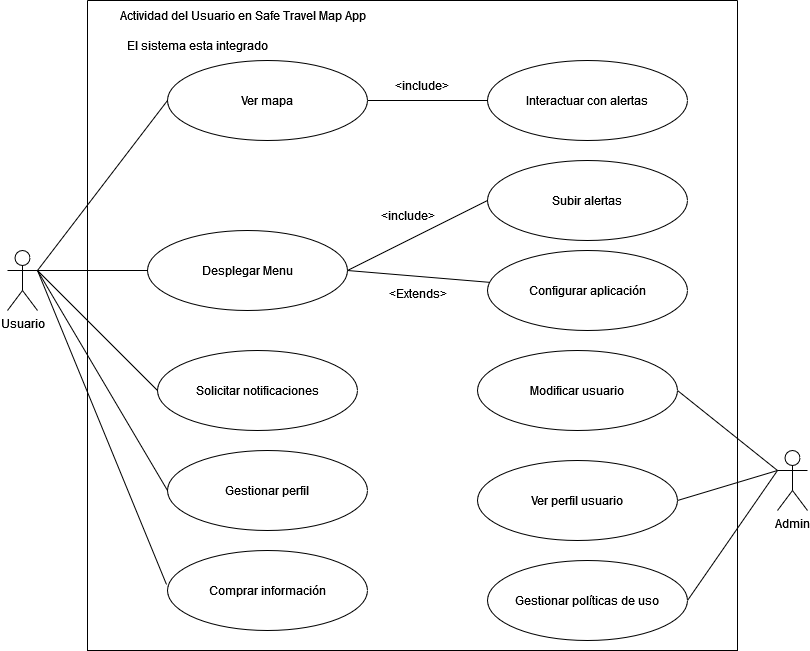 Actividad del Usuario en Safe Travel Map App
El sistema esta integrado
Ver mapa
<include>
Interactuar con alertas
Subir alertas
<include>
Desplegar Menu
<Extends>
Configurar aplicación
Usuario
Solicitar notificaciones
Modificar usuario
Gestionar perfil
Ver perfil usuario
Admin
Comprar información
Gestionar políticas de uso